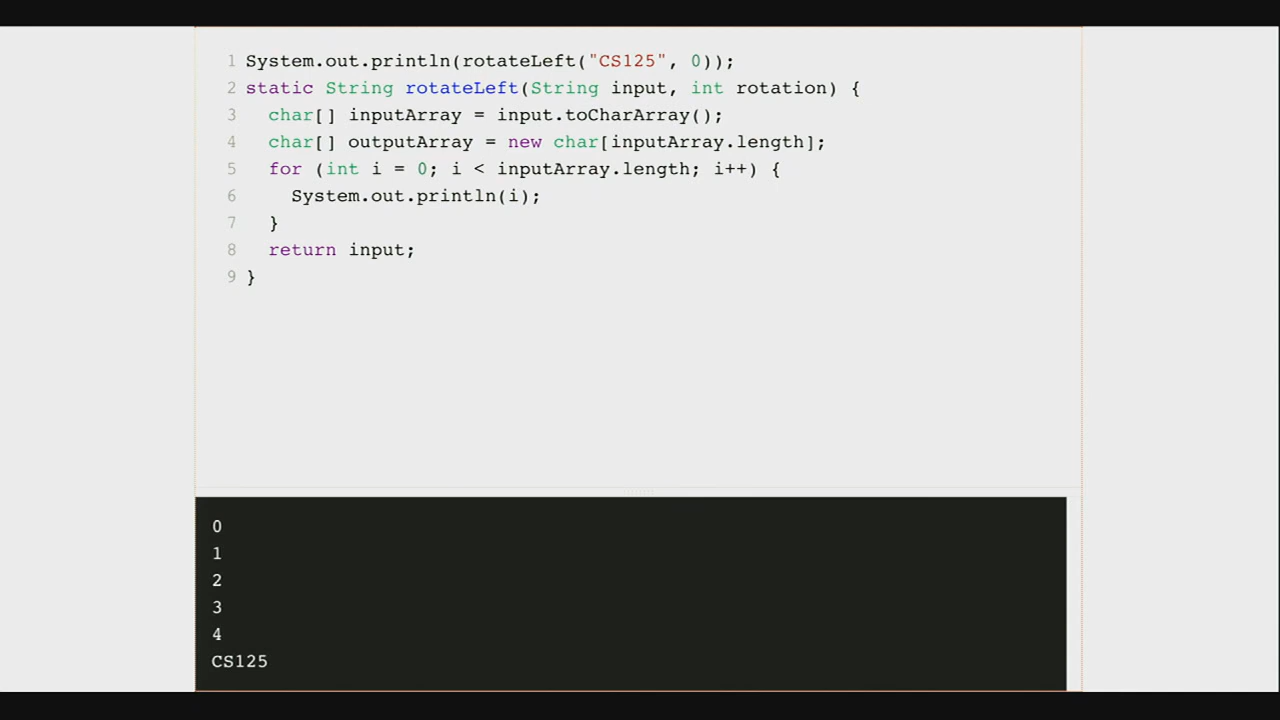 1 System.out.println(rotateLeft("CS125", 0));
2 static String rotateLeft(String input, int rotation) {
3   char[] inputArray = input.toCharArray();
4   char[] outputArray = new char[inputArray.length];
5   for (int i = 0; i < inputArray.length; i++) {
6     System.out.println(i);
7   }
8   return input;
9 }
0
1
2
3
4
CS125